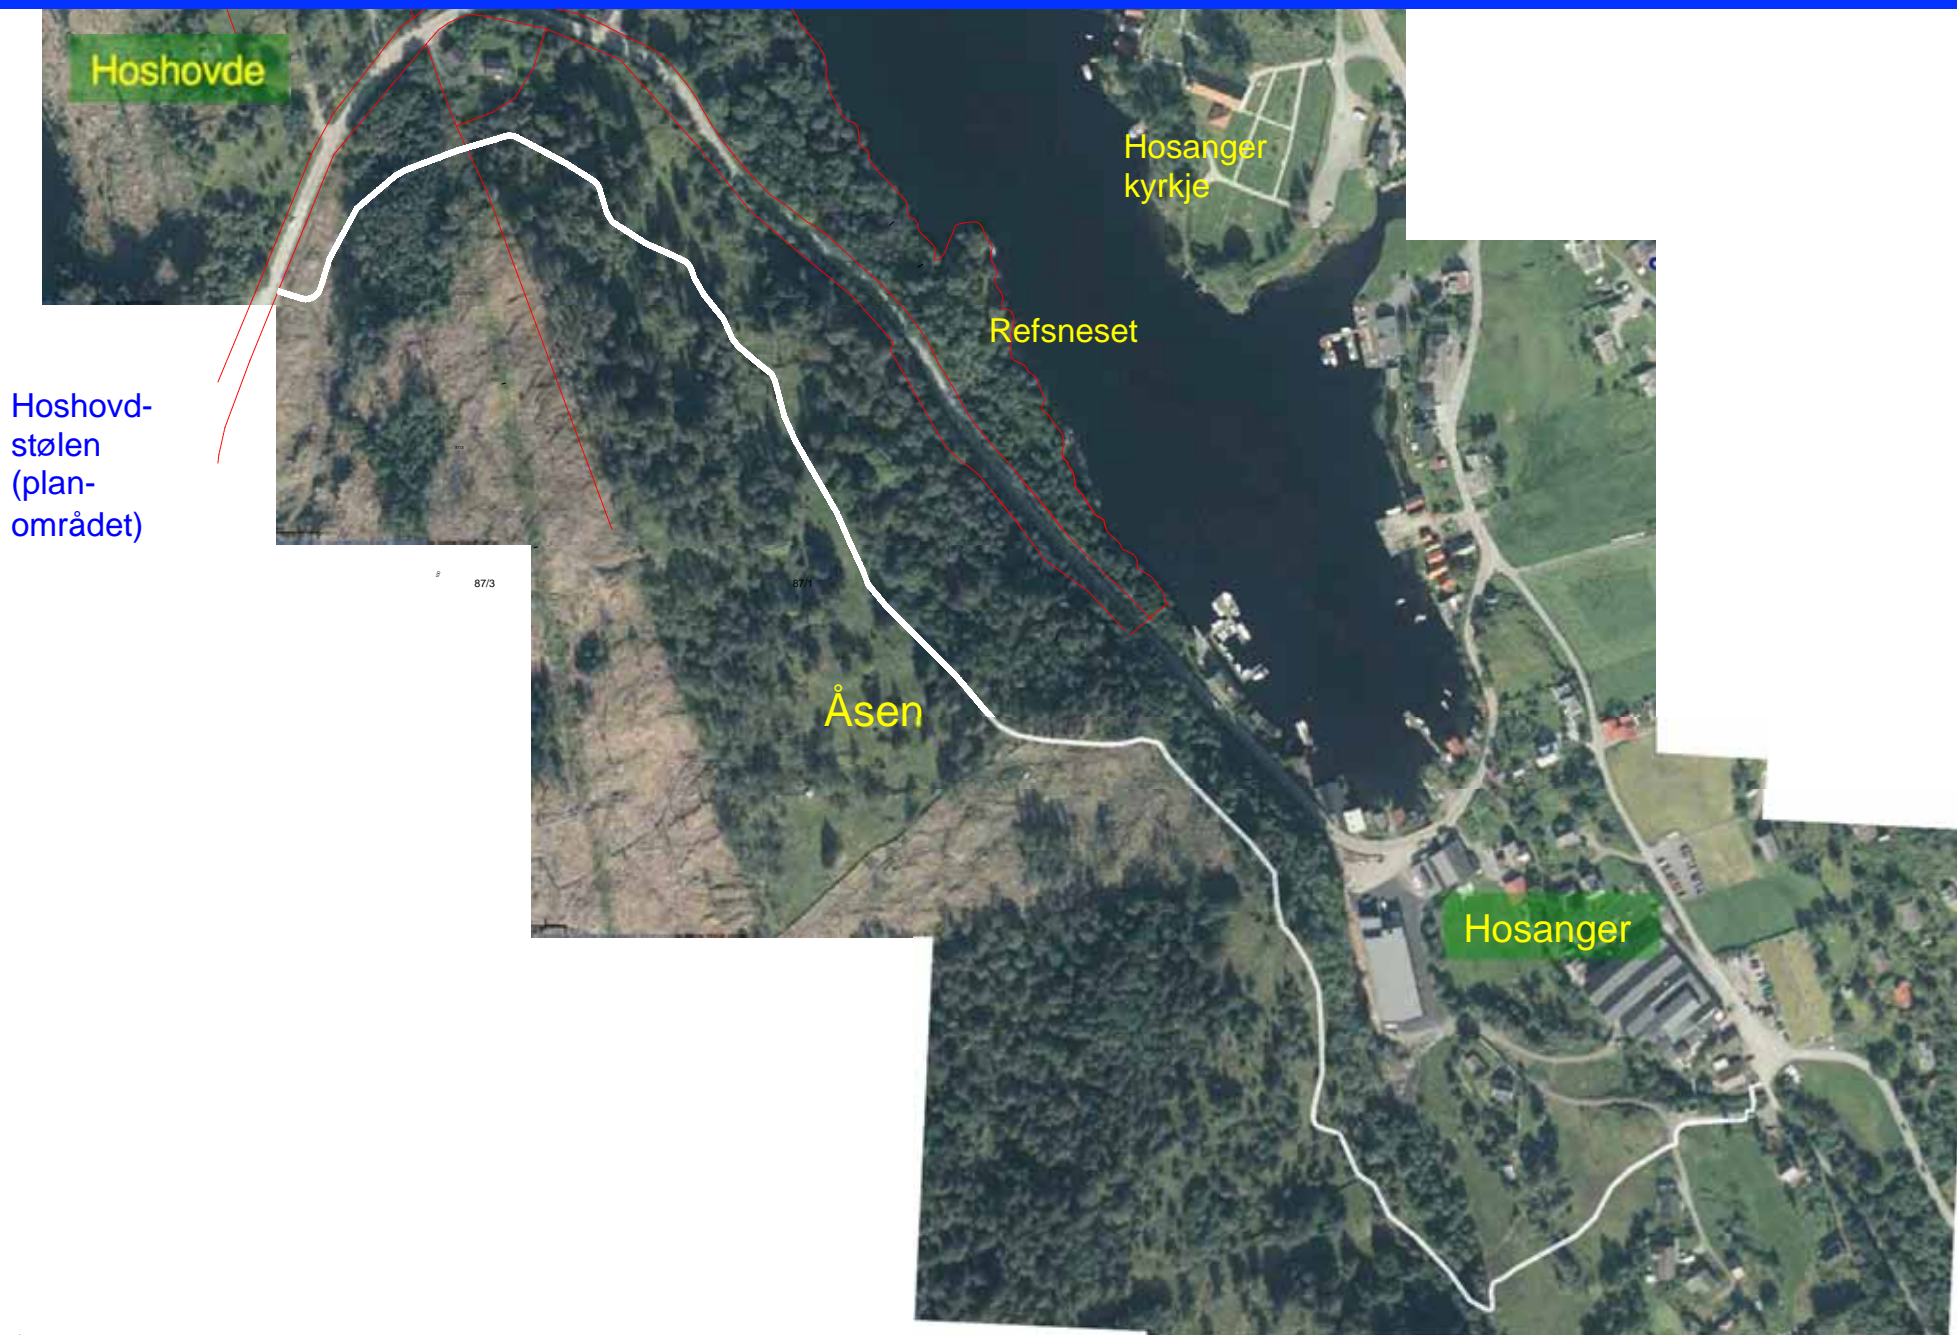 Hoshovde
Hosanger
kyrkje
Refsneset
Hoshovd-
stølen
(plan-
området)
87/3
87/1
Åsen
Hosanger